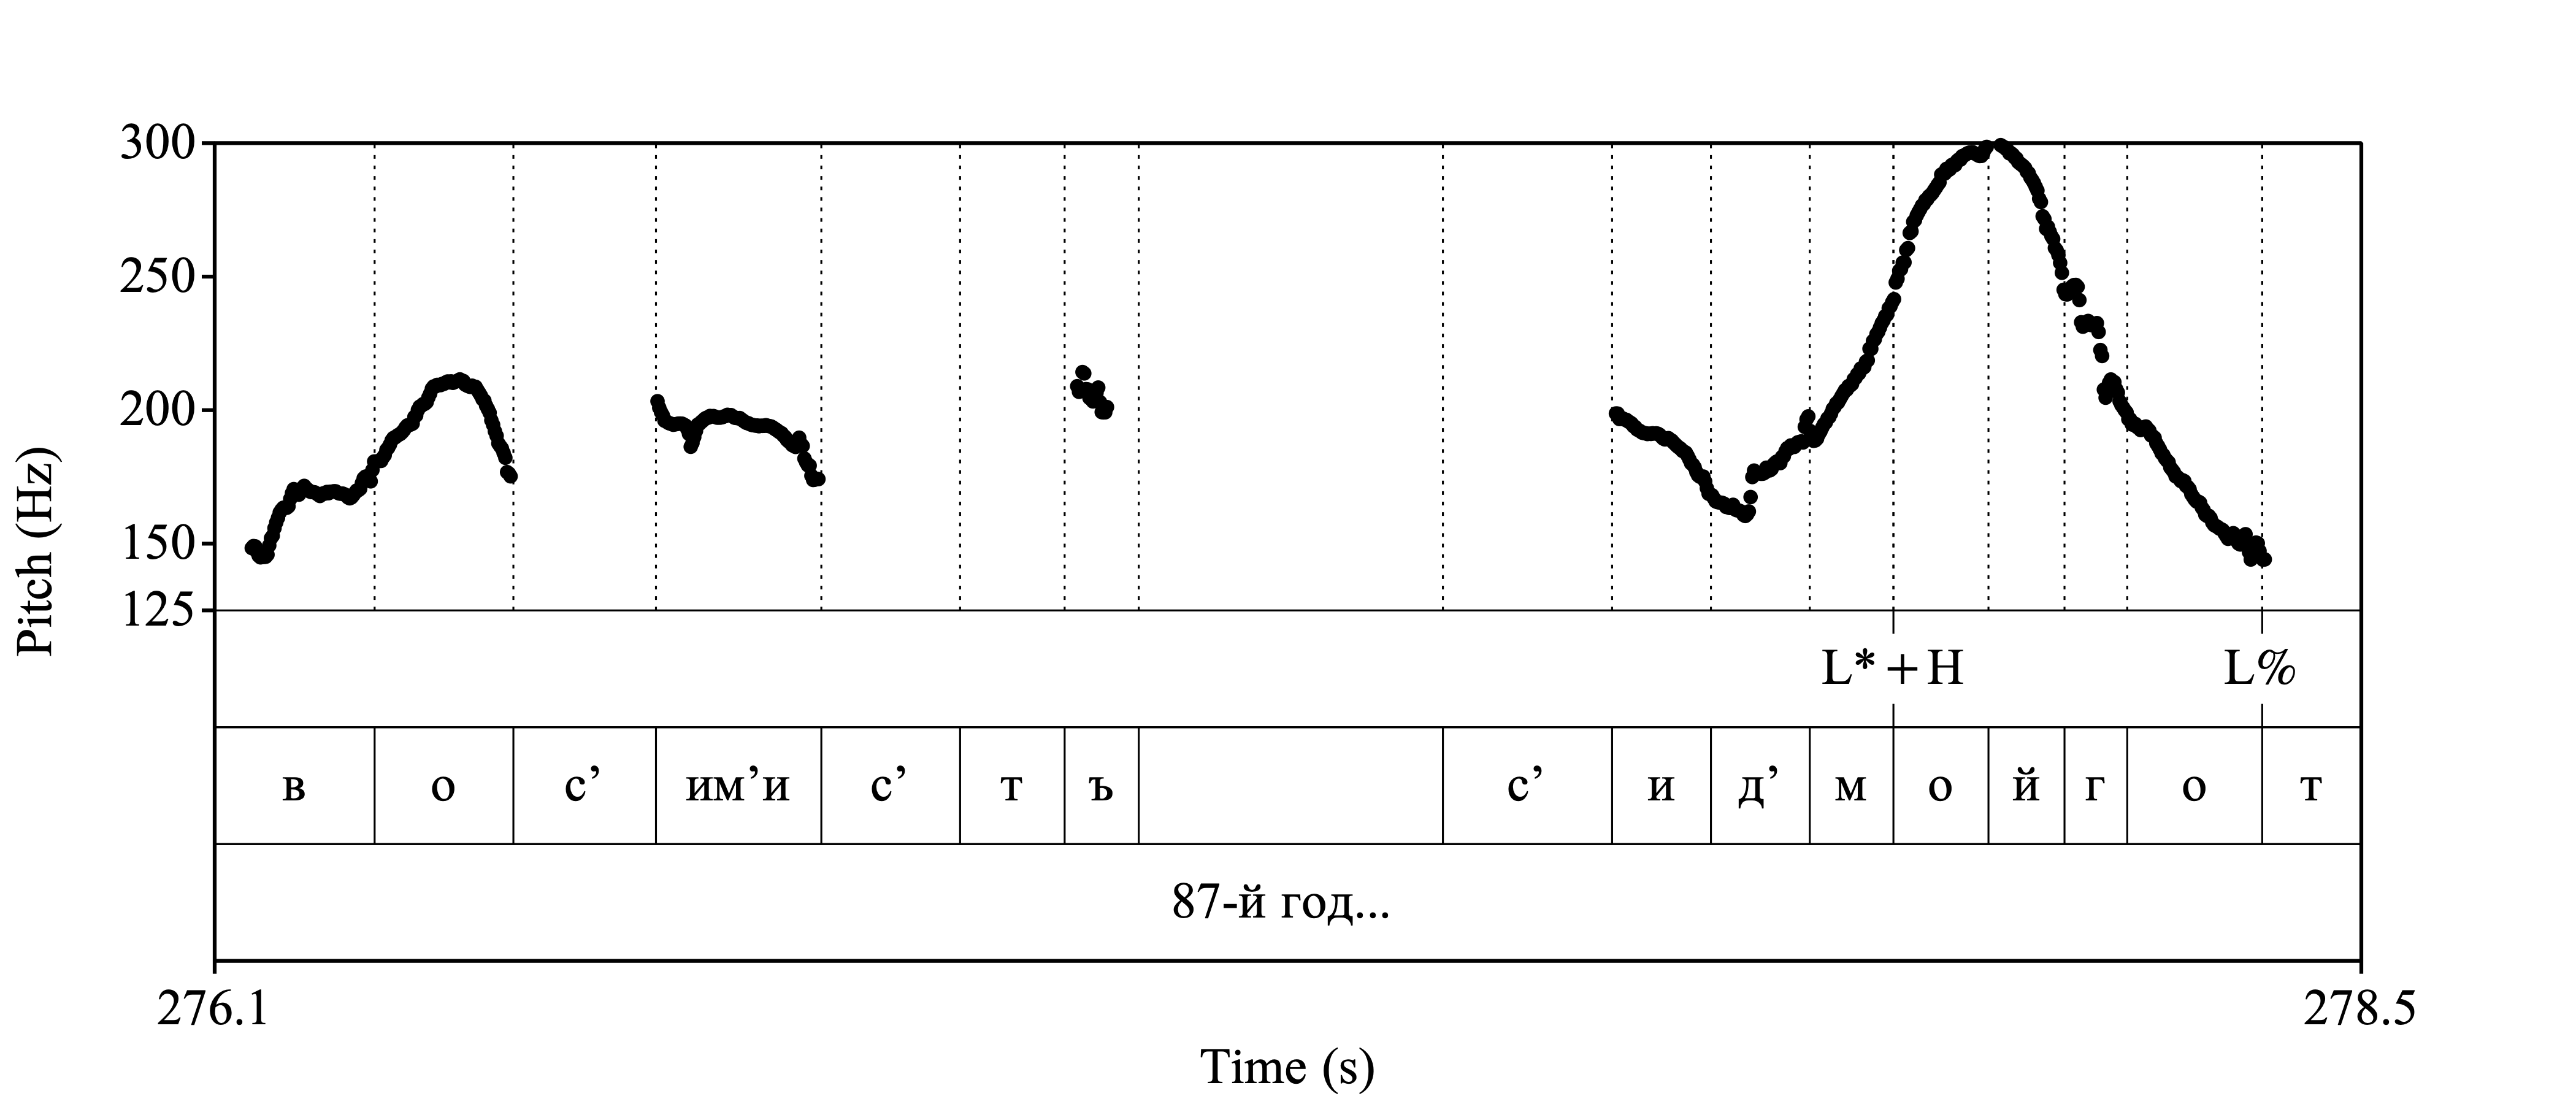 300
250
200
150
125
Pitch (Hz)
L*+H L%
в о с’ им’и с’ т ъ с’ и д’ м о й г о т
87-й год...
276.1 278.5
Time (s)